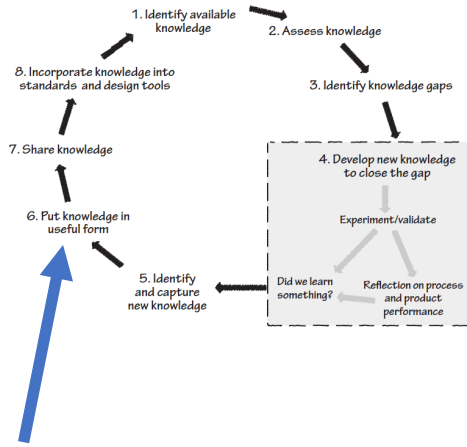 1. Identify available
knowledge
2. Assess knowledge
3. Identify knowledge gaps
4. Develop new knowledge
to close the gap
Experiment/validate
Reflection on process
and product
performance
Did we learn
something?
5. Identify
and capture
new knowledge
6. Put knowledge in
useful form
7. Share knowledge
8. Incorporate knowledge into
standards and design tools